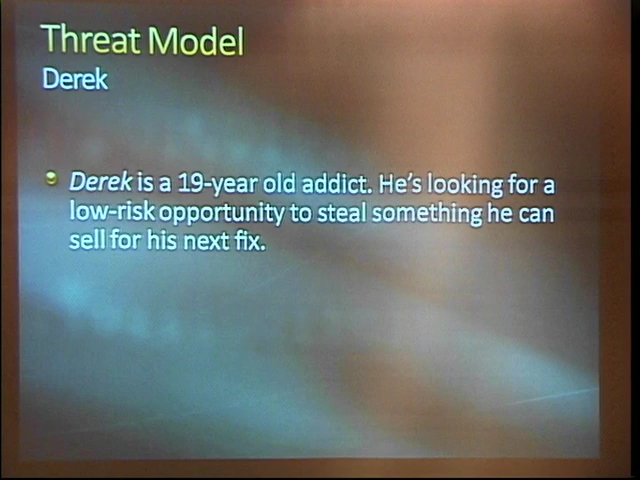 Threat Model
Derek
Derek is a 19-year old addict. He's looking for a
low-risk opportunity to steal something he can
sell for his next fix.